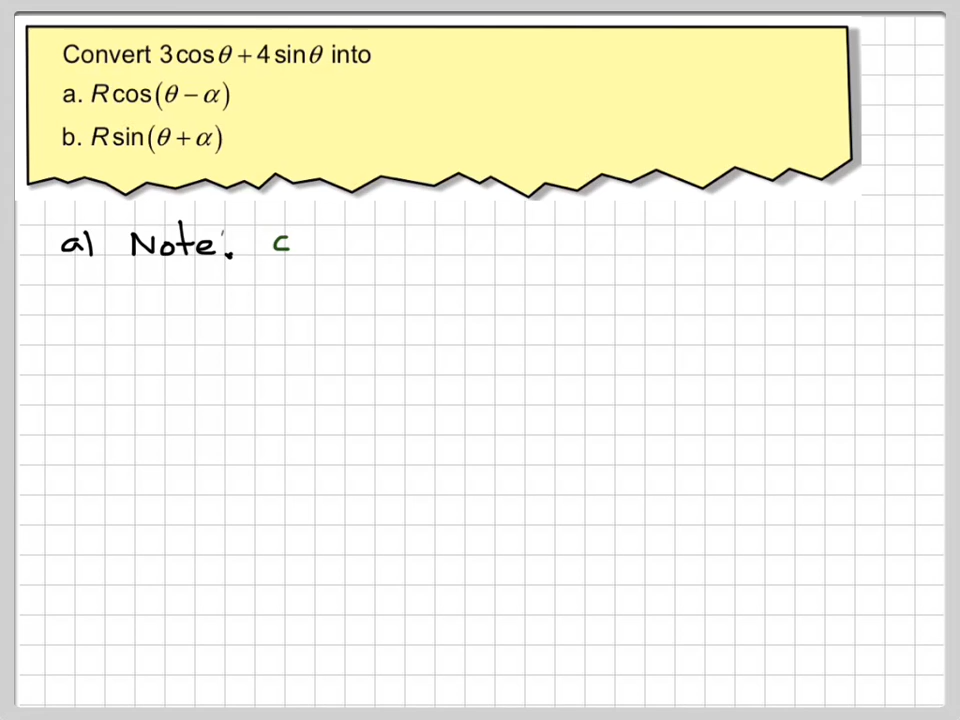 Convert 3cosθ + 4sinθ into
a. Rcos(θ − α)
b. Rsin(θ + α)
a) Note: c